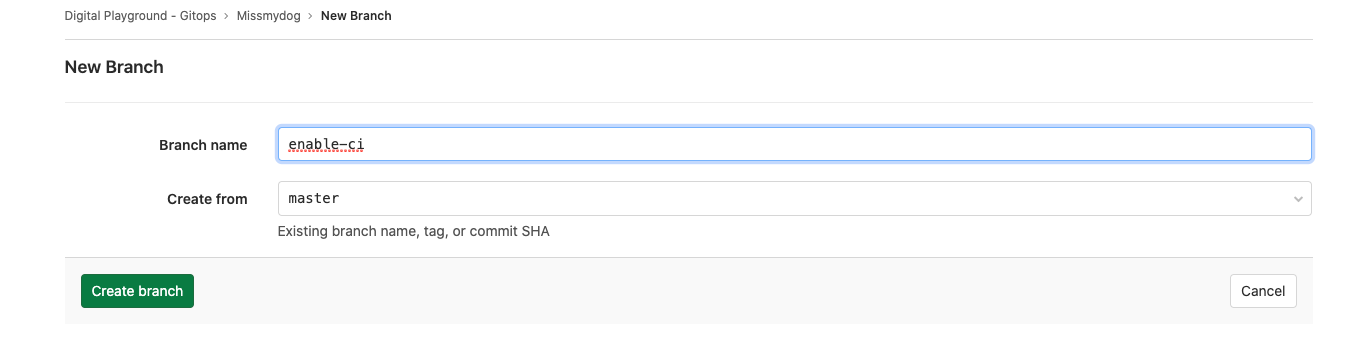 Digital Playground - Gitops > Missmydog > New Branch
New Branch
Branch name enable-ci
Create from master
Existing branch name, tag, or commit SHA
Create branch Cancel